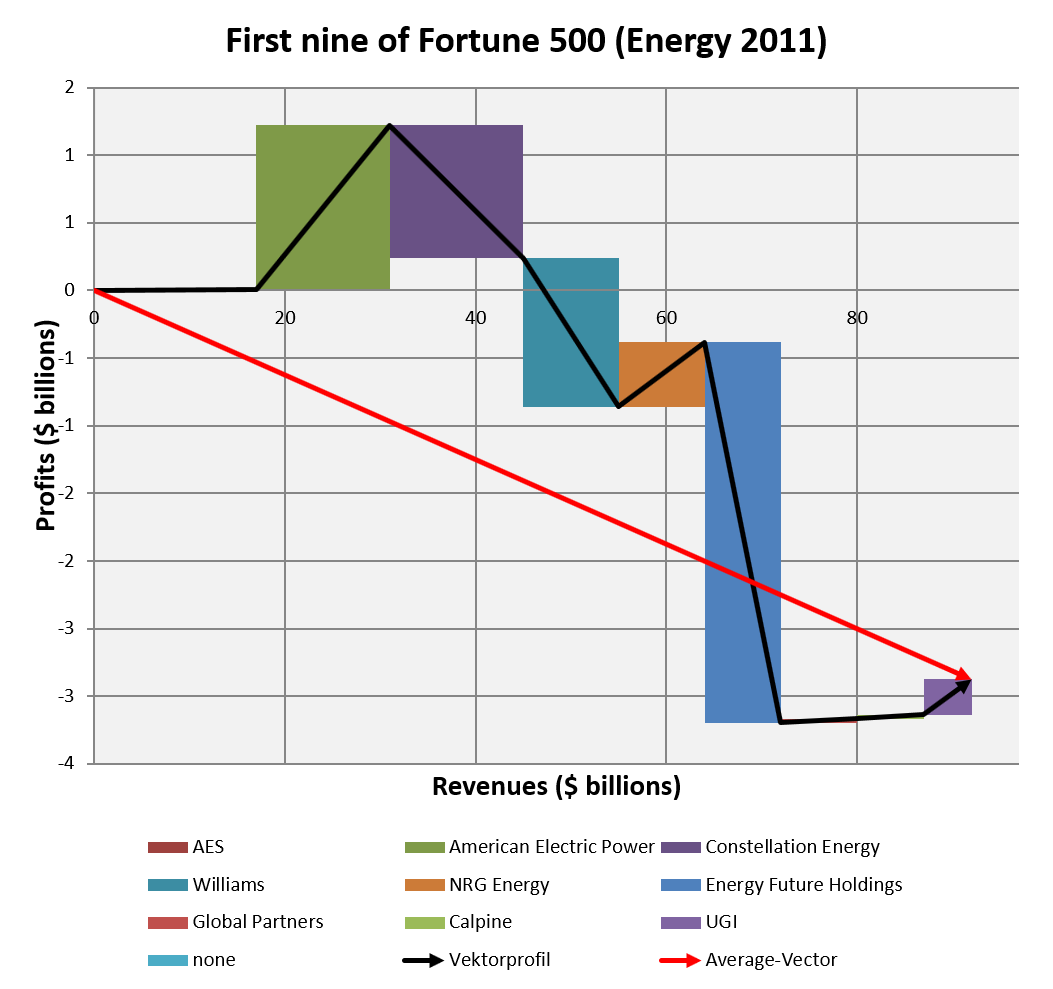 First nine of Fortune 500 (Energy 2011)
2
1
1
0
-1
-1
-2
-2
-3
-3
-4
0 20 40 60 80
Profits ($ billions)
Revenues ($ billions)
AES American Electric Power Constellation Energy
Williams NRG Energy Energy Future Holdings
Global Partners Calpine UGI
none Vektorprofil Average-Vector